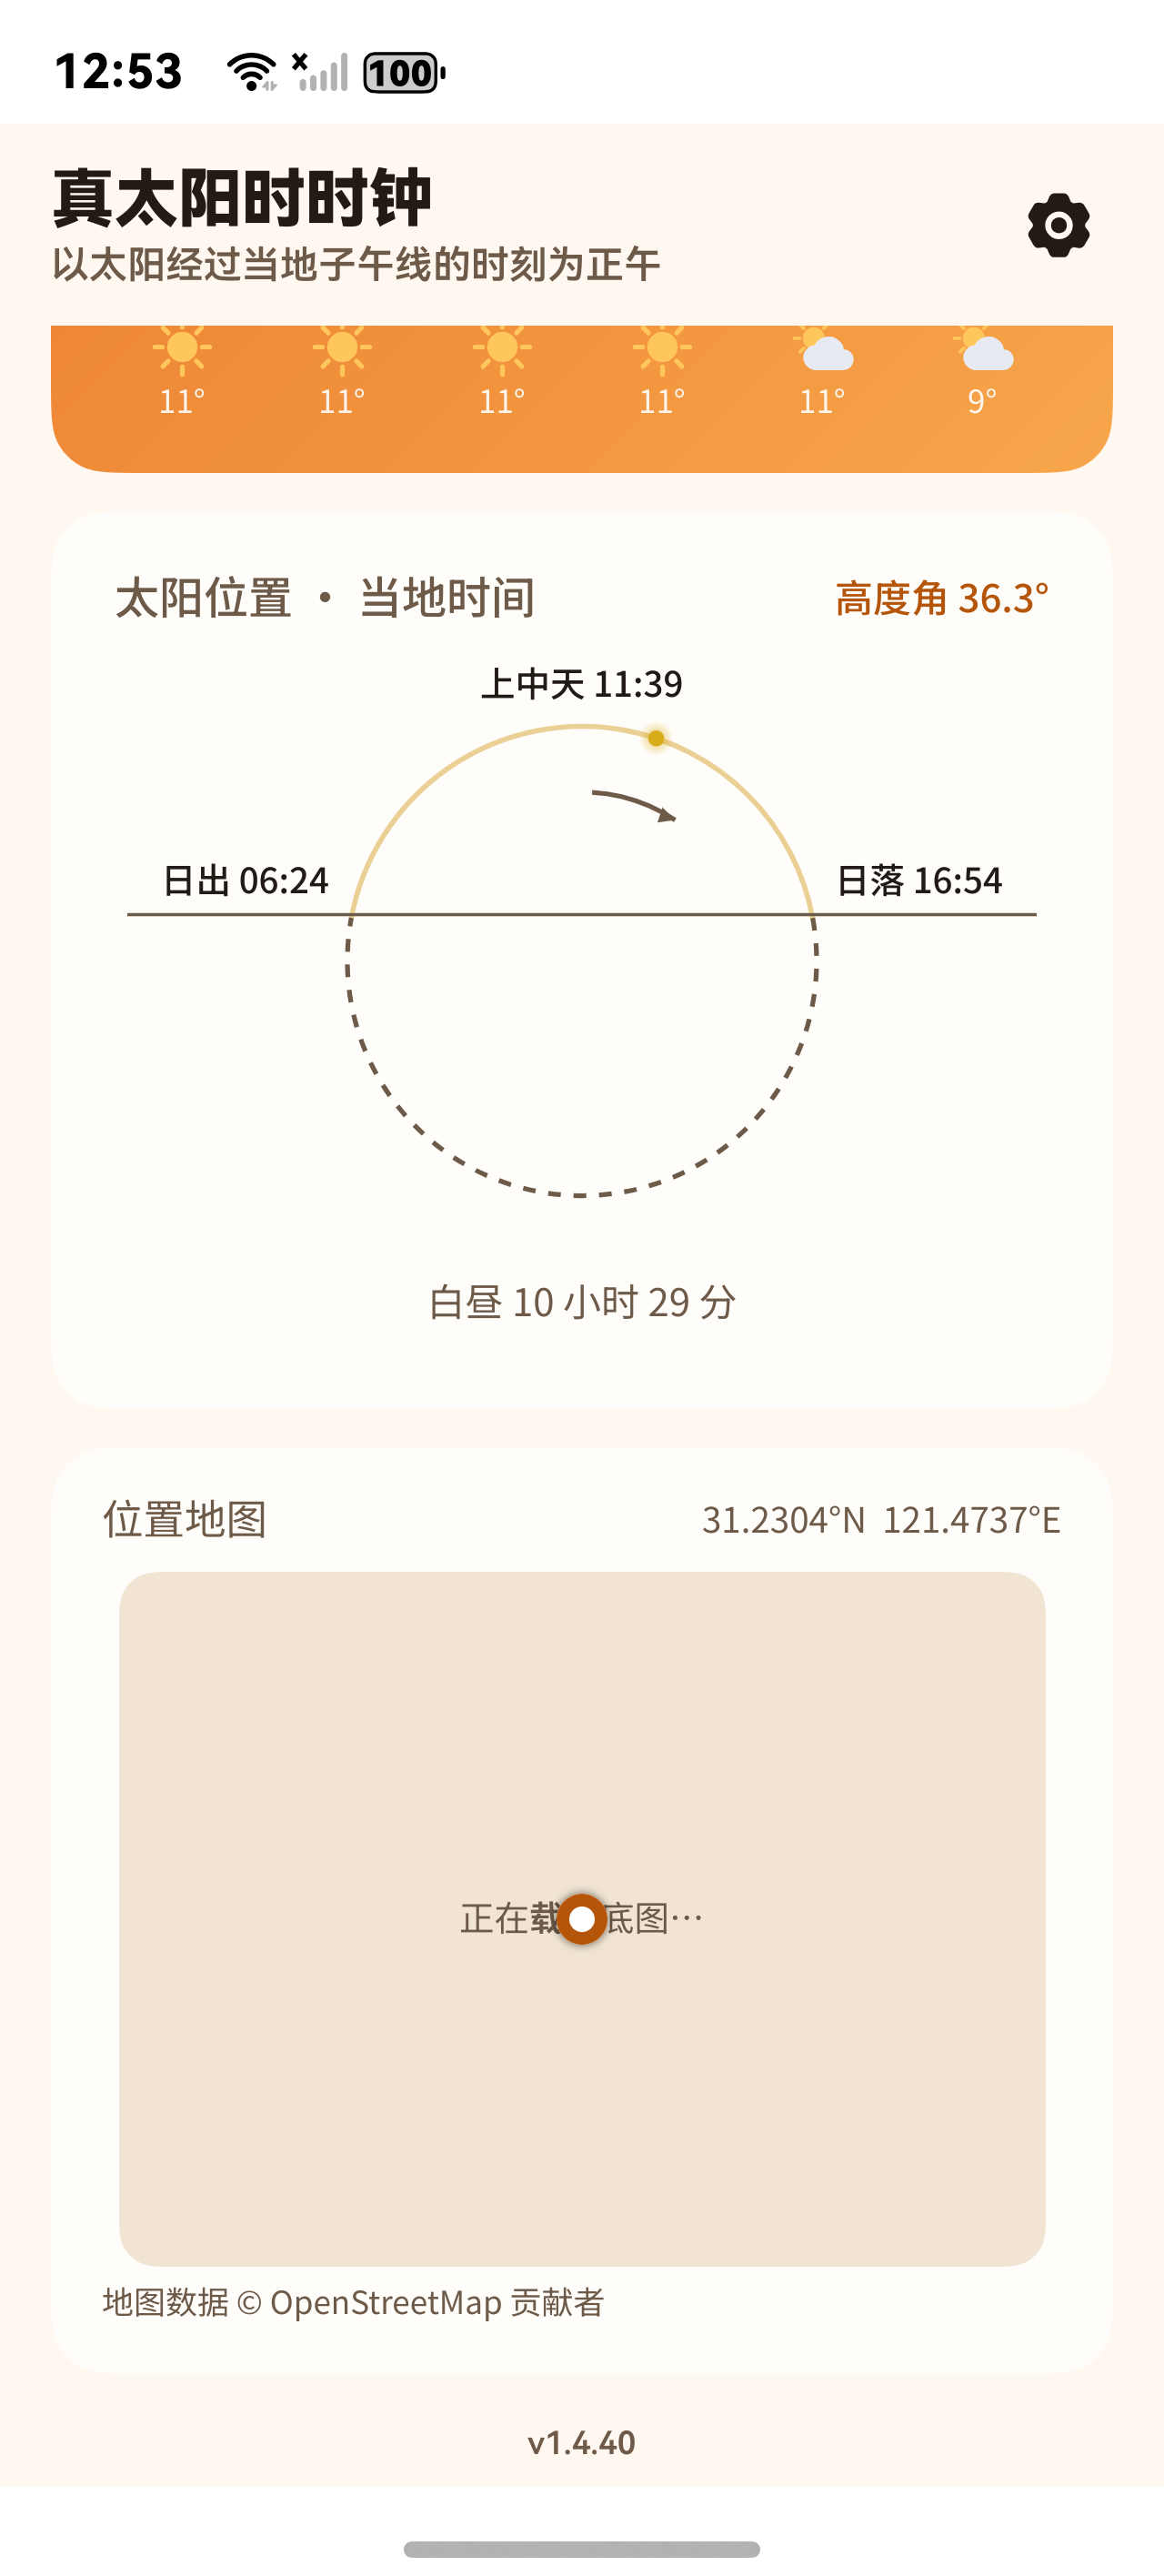 12:53 100
真太阳时时钟
以太阳经过当地子午线的时刻为正午
11° 11° 11° 11° 11° 9°
太阳位置 · 当地时间 高度角 36.3°
上中天 11:39
日出 06:24 日落 16:54
白昼 10 小时 29 分
位置地图 31.2304°N 121.4737°E
正在载底图…
地图数据 © OpenStreetMap 贡献者
v1.4.40